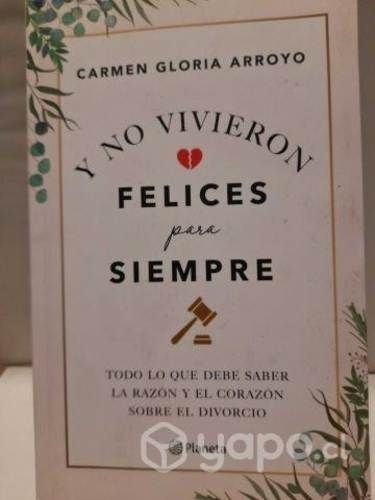 CARMEN GLORIA ARROYO
Y NO VIVIERON
FELICES
para
SIEMPRE
TODO LO QUE DEBE SABER
LA RAZÓN Y EL CORAZÓN
SOBRE EL DIVORCIO
Planeta
yapo.cl